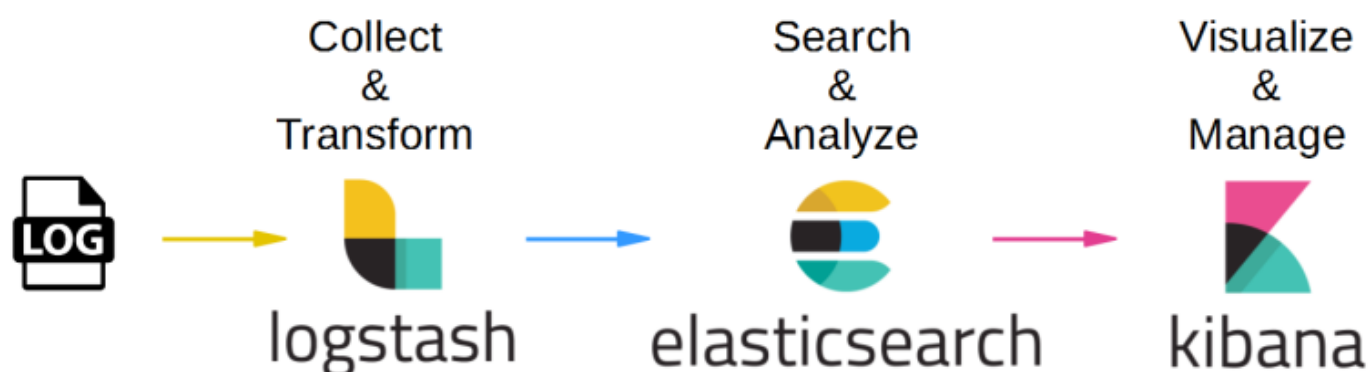 Collect
&
Transform
Search
&
Analyze
Visualize
&
Manage
LOG
logstash
elasticsearch
kibana